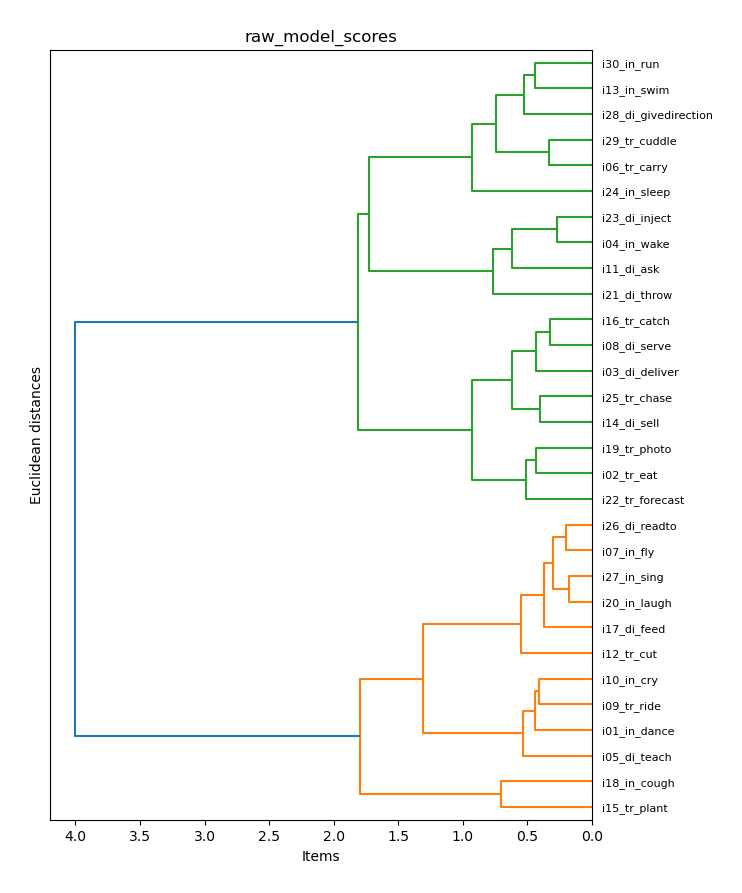 raw_model_scores
i30_in_run
i13_in_swim
i28_di_givedirection
i29_tr_cuddle
i06_tr_carry
i24_in_sleep
i23_di_inject
i04_in_wake
i11_di_ask
i21_di_throw
i16_tr_catch
i08_di_serve
i03_di_deliver
i25_tr_chase
i14_di_sell
i19_tr_photo
i02_tr_eat
i22_tr_forecast
i26_di_readto
i07_in_fly
i27_in_sing
i20_in_laugh
i17_di_feed
i12_tr_cut
i10_in_cry
i09_tr_ride
i01_in_dance
i05_di_teach
i18_in_cough
i15_tr_plant
Euclidean distances
4.0 3.5 3.0 2.5 2.0 1.5 1.0 0.5 0.0
Items